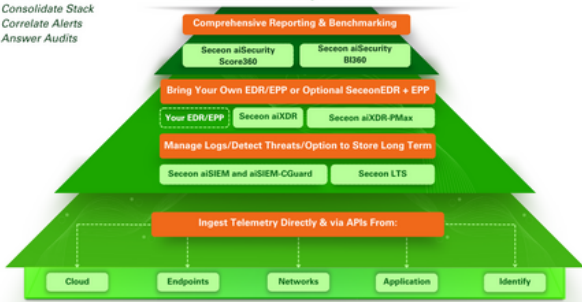 Consolidate Stack
Correlate Alerts
Answer Audits
Comprehensive Reporting & Benchmarking
Seceon aiSecurity
Score360
Seceon aiSecurity
BI360
Bring Your Own EDR/EPP or Optional SeceonEDR + EPP
Your EDR/EPP
Seceon aiXDR
Seceon aiXDR-PMax
Manage Logs/Detect Threats/Option to Store Long Term
Seceon aiSIEM and aiSIEM-CGuard
Seceon LTS
Ingest Telemetry Directly & via APIs From:
Cloud
Endpoints
Networks
Application
Identify